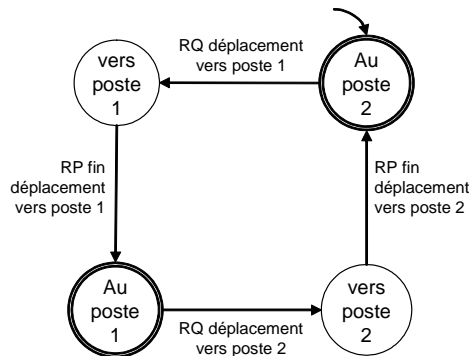 vers
poste
1
RQ déplacement
vers poste 1
Au
poste
2
RP fin
déplacement
vers poste 1
RP fin
déplacement
vers poste 2
Au
poste
1
RQ déplacement
vers poste 2
vers
poste
2